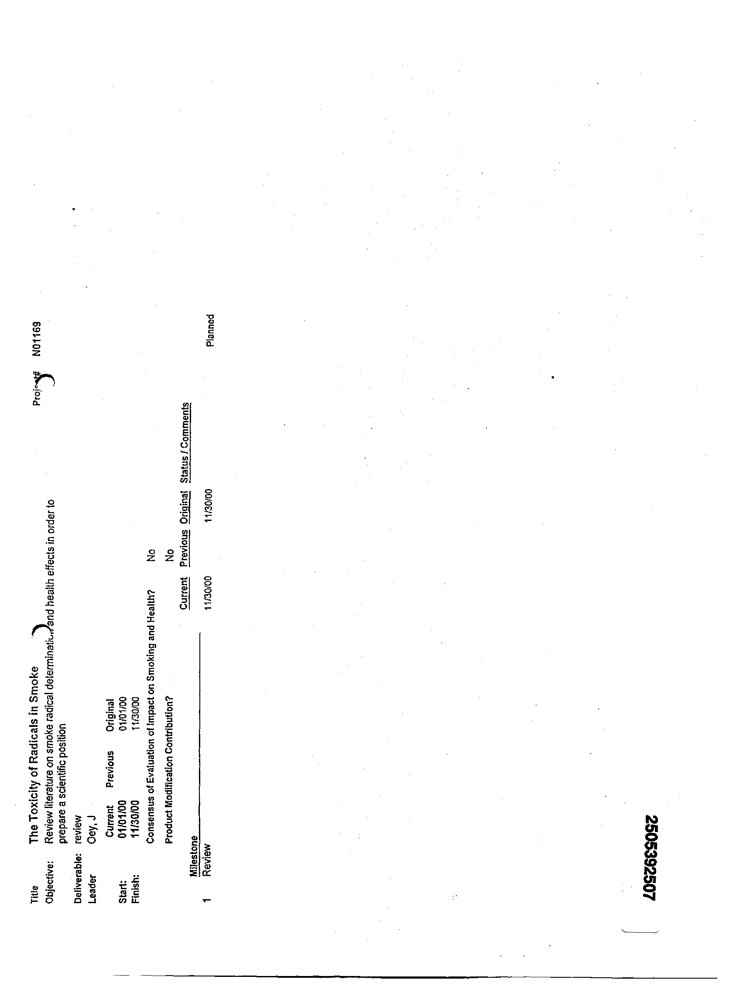 Title The Toxicity of Radicals in Smoke N01169
Objective: Review literature on smoke radical determination and health effects in order to
prepare a scientific position
Deliverable: review
Leader Oey, J
Current Previous Original
Start: 01/01/00 01/01/00
Finish: 11/30/00 11/30/00
Consensus of Evaluation of Impact on Smoking and Health? No
Product Modification Contribution? No
Milestone Current Previous Original Status / Comments
1 Review 11/30/00 11/30/00 Planned
2505392507